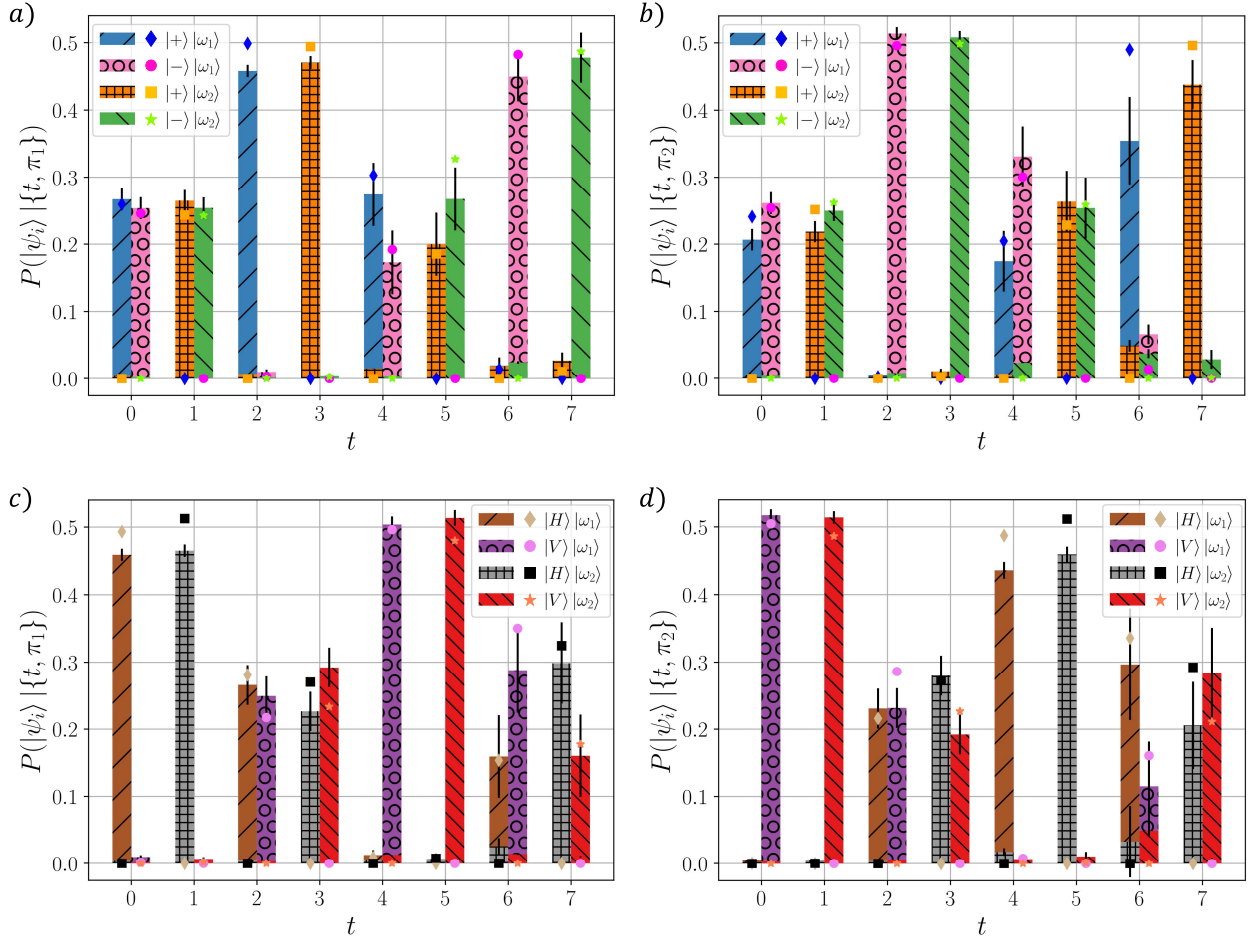 a)
0.5
0.4
0.3
0.2
0.1
0.0
P(|ψᵢ⟩|{t, π₁})
|+⟩|ω₁⟩
|−⟩|ω₁⟩
|+⟩|ω₂⟩
|−⟩|ω₂⟩
0 1 2 3 4 5 6 7
t
b)
0.5
0.4
0.3
0.2
0.1
0.0
P(|ψᵢ⟩|{t, π₂})
|+⟩|ω₁⟩
|−⟩|ω₁⟩
|+⟩|ω₂⟩
|−⟩|ω₂⟩
0 1 2 3 4 5 6 7
t
c)
0.5
0.4
0.3
0.2
0.1
0.0
P(|ψᵢ⟩|{t, π₁})
|H⟩|ω₁⟩
|V⟩|ω₁⟩
|H⟩|ω₂⟩
|V⟩|ω₂⟩
0 1 2 3 4 5 6 7
t
d)
0.5
0.4
0.3
0.2
0.1
0.0
P(|ψᵢ⟩|{t, π₂})
|H⟩|ω₁⟩
|V⟩|ω₁⟩
|H⟩|ω₂⟩
|V⟩|ω₂⟩
0 1 2 3 4 5 6 7
t